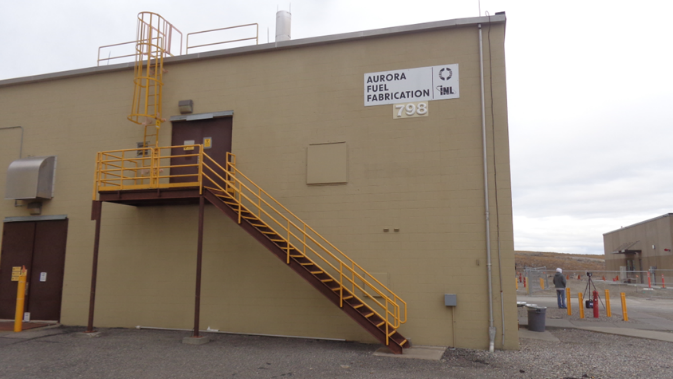 AURORA
FUEL
FABRICATION
INL
798